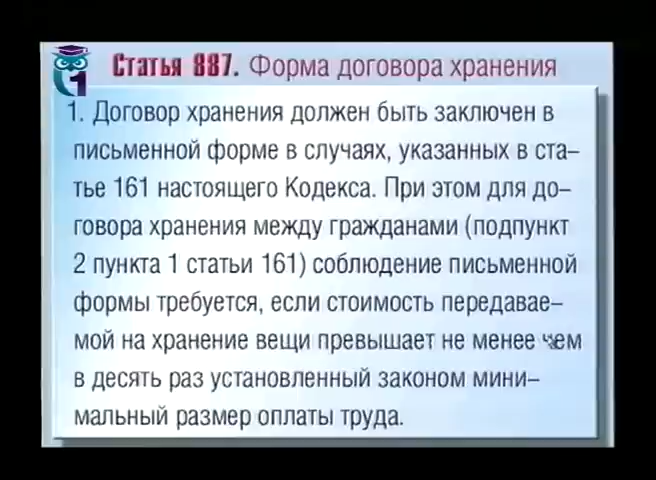 1
Статья 887. Форма договора хранения
1. Договор хранения должен быть заключен в
письменной форме в случаях, указанных в ста–
тье 161 настоящего Кодекса. При этом для до–
говора хранения между гражданами (подпункт
2 пункта 1 статьи 161) соблюдение письменной
формы требуется, если стоимость передавае–
мой на хранение вещи превышает не менее чем
в десять раз установленный законом мини–
мальный размер оплаты труда.